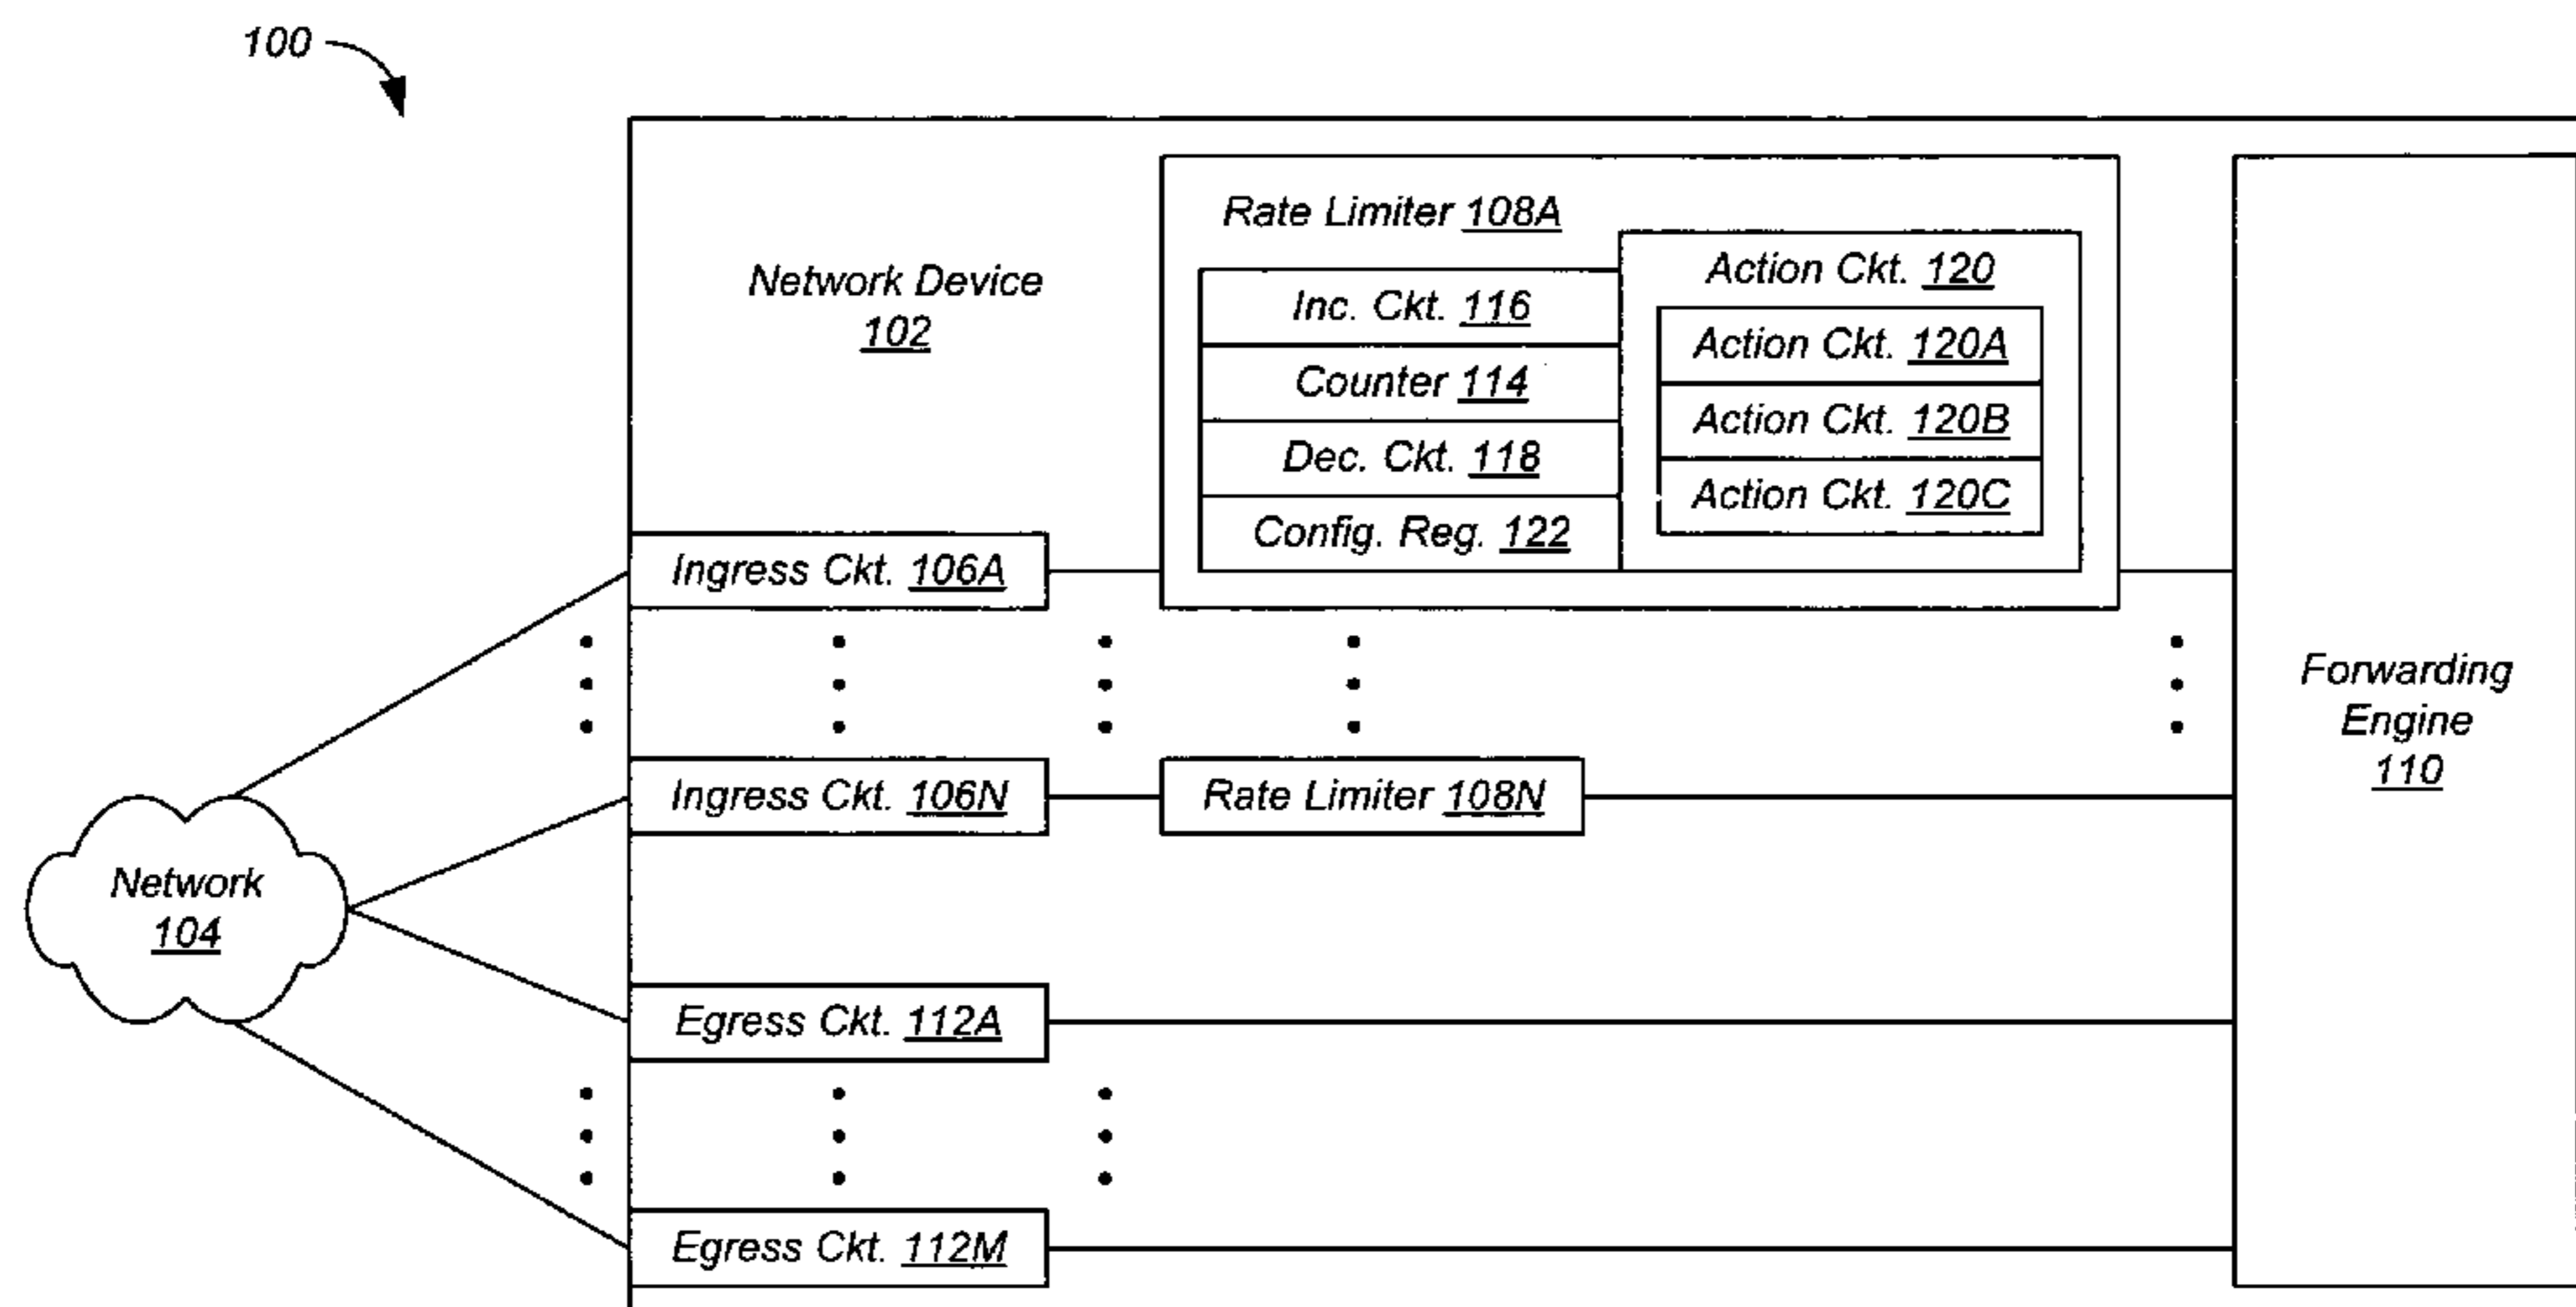 100
Network Device
102
Rate Limiter 108A
Inc. Ckt. 116
Counter 114
Dec. Ckt. 118
Config. Reg. 122
Action Ckt. 120
Action Ckt. 120A
Action Ckt. 120B
Action Ckt. 120C
Ingress Ckt. 106A
Forwarding
Engine
110
Ingress Ckt. 106N
Rate Limiter 108N
Network
104
Egress Ckt. 112A
Egress Ckt. 112M